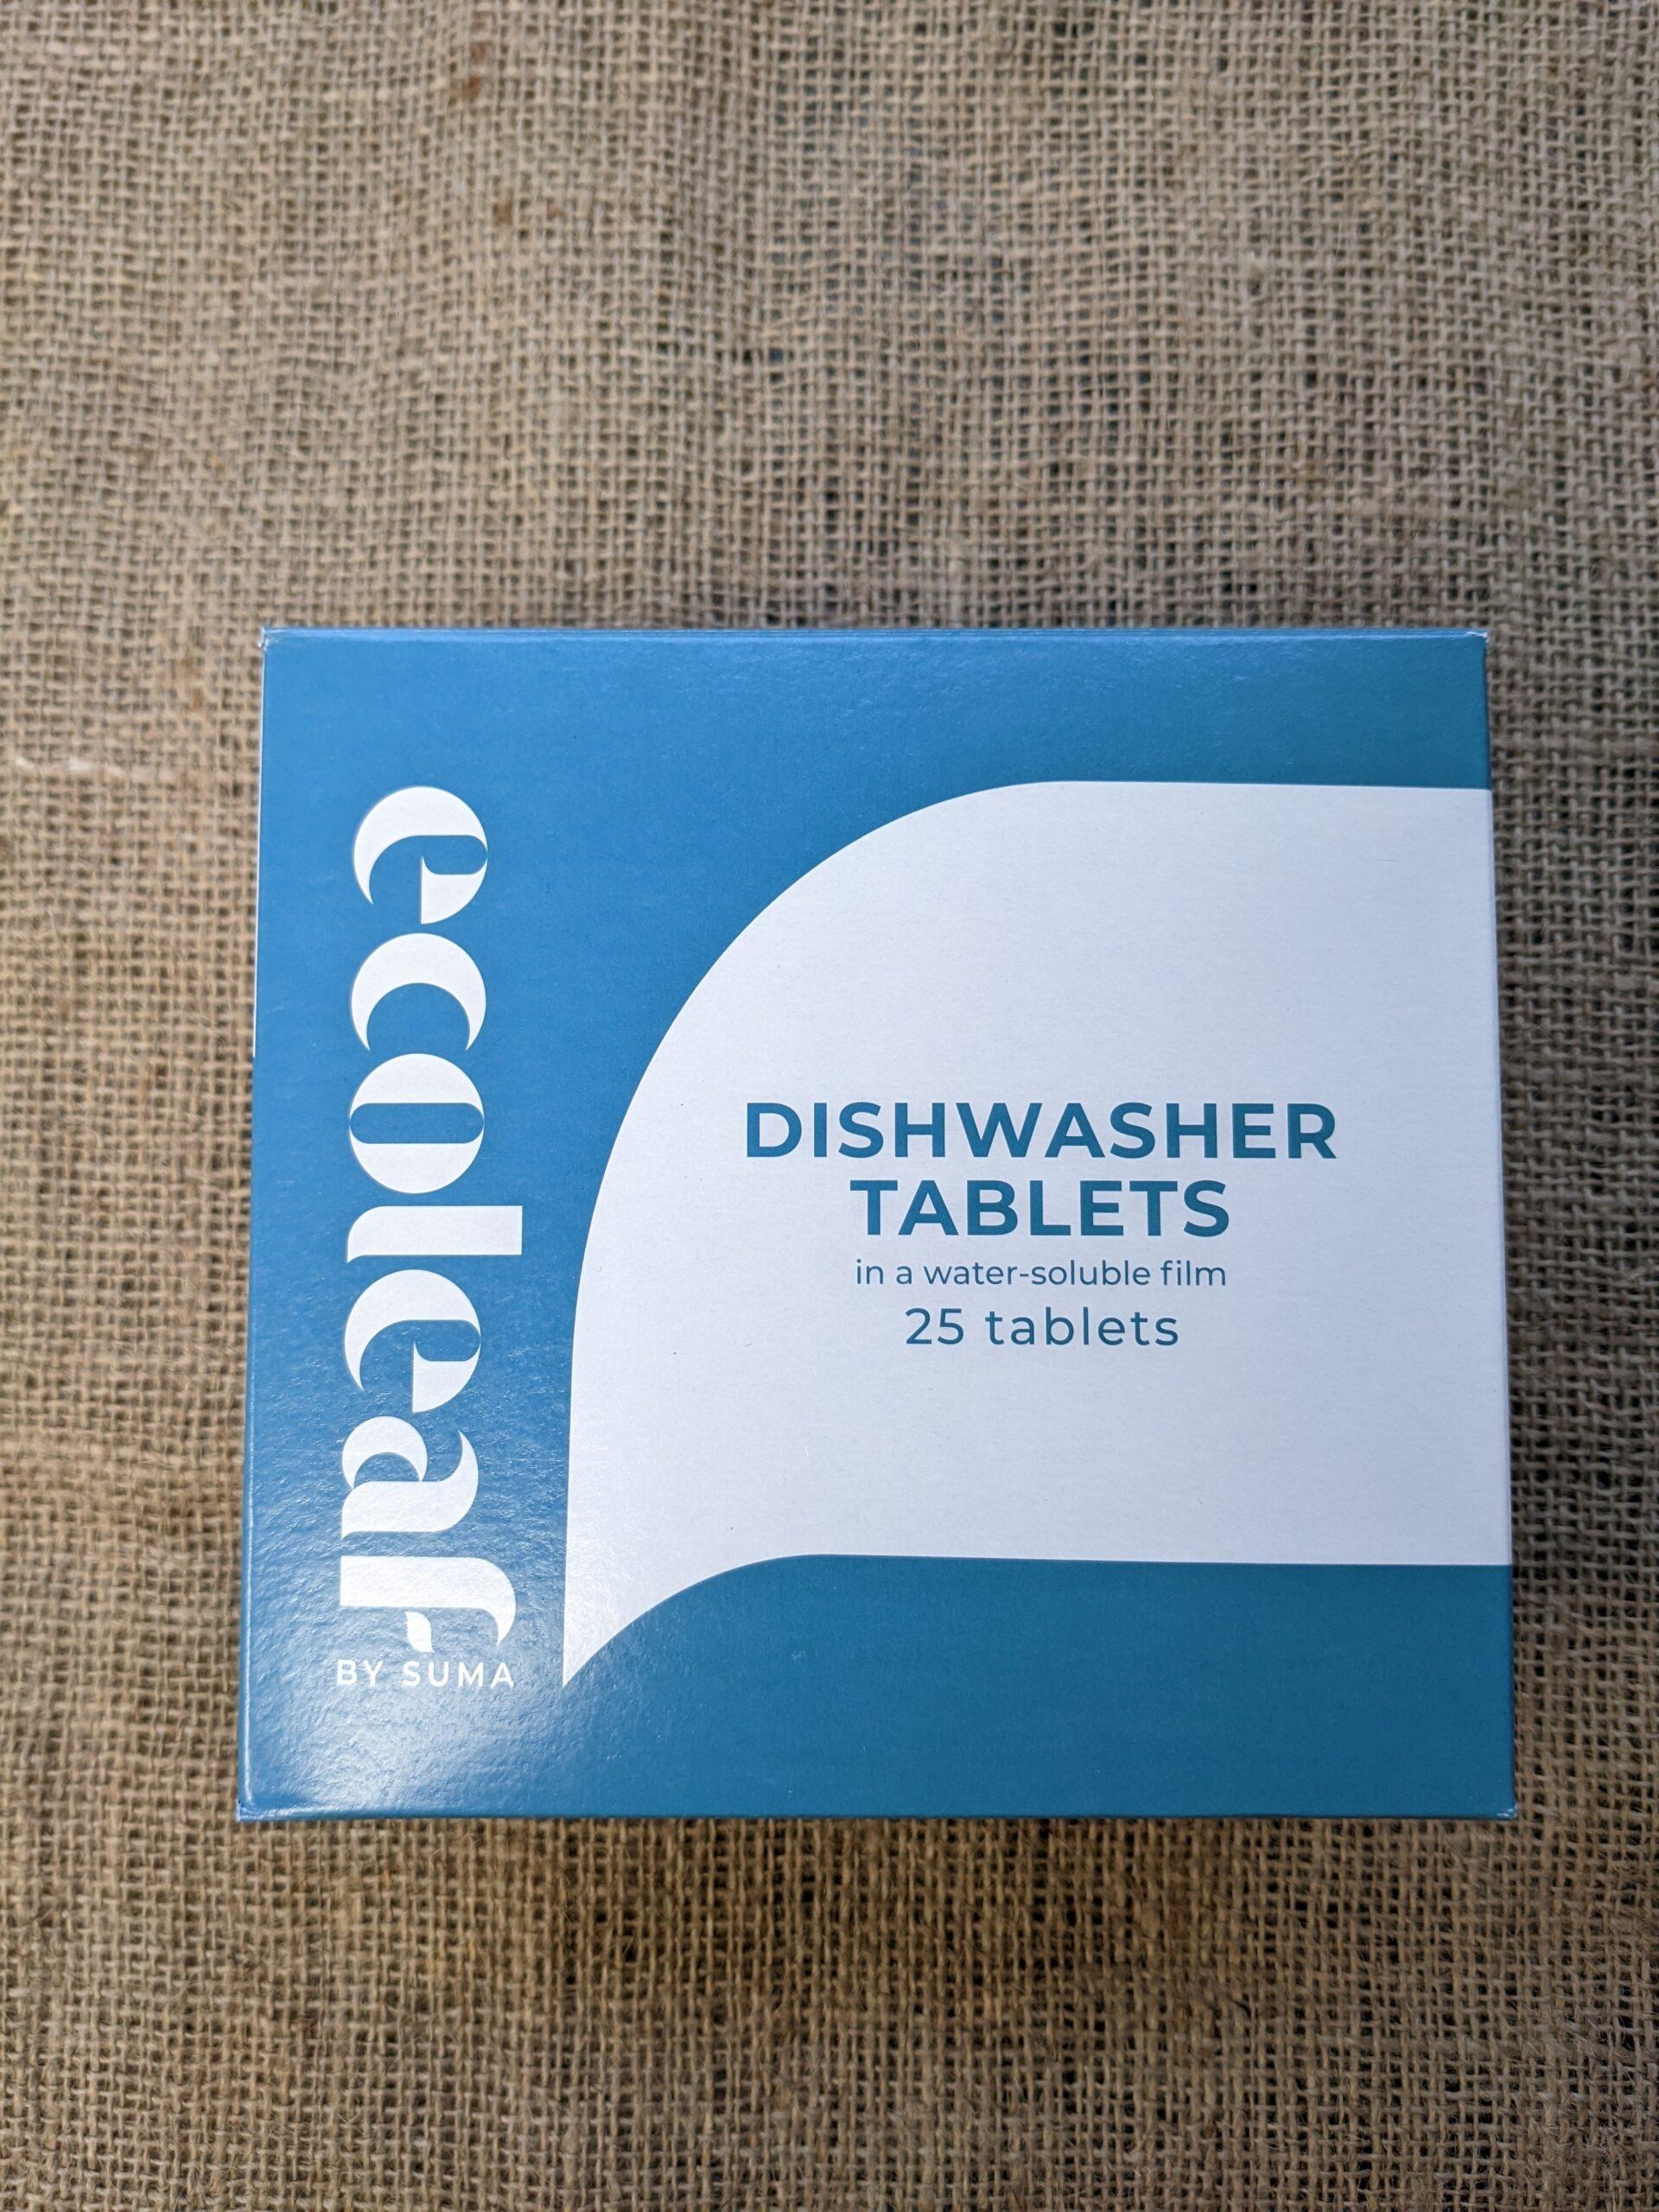 ecoleaf
BY SUMA
DISHWASHER
TABLETS
in a water-soluble film
25 tablets